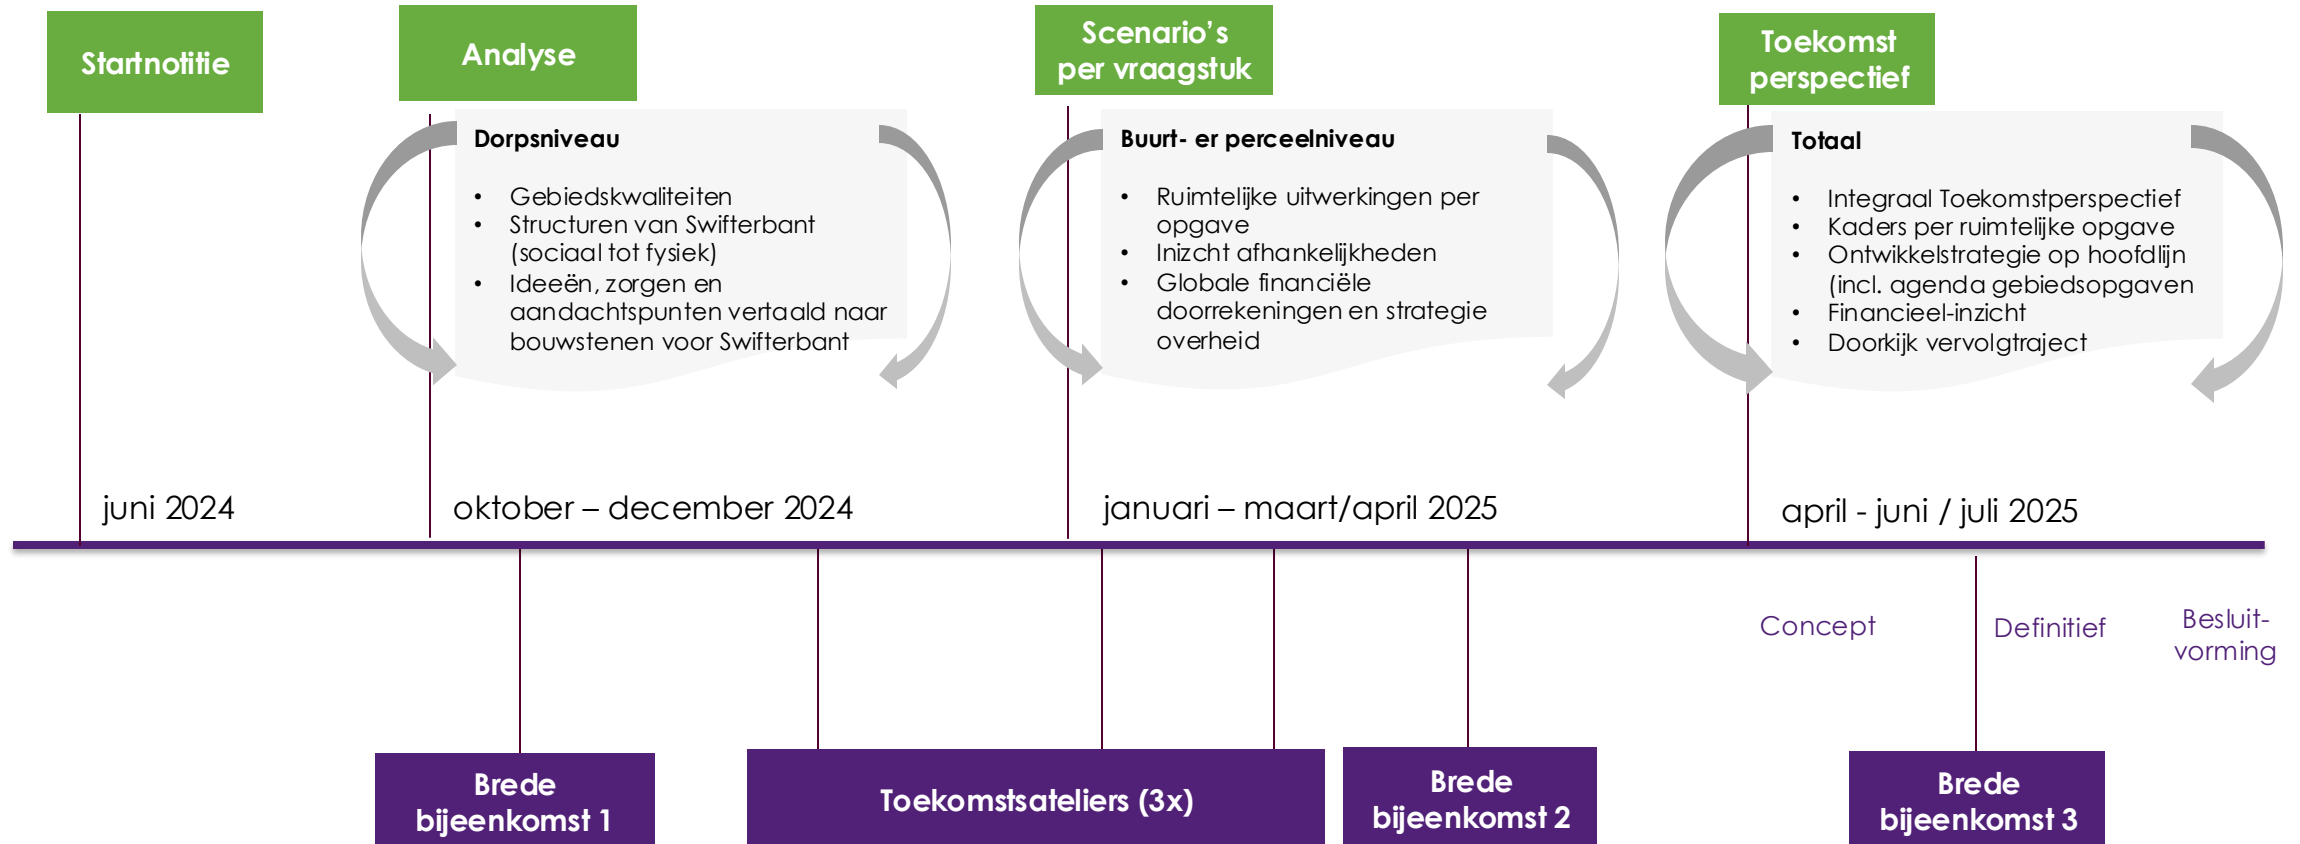 Startnotitie
Analyse
Scenario's
per vraagstuk
Toekomst
perspectief
Dorpsniveau
• Gebiedskwaliteiten
• Structuren van Swifterbant
(sociaal tot fysiek)
• Ideeën, zorgen en
aandachtspunten vertaald naar
bouwstenen voor Swifterbant
Buurt- er perceelniveau
• Ruimtelijke uitwerkingen per
opgave
• Inizcht afhankelijkheden
• Globale financiële
doorrekeningen en strategie
overheid
Totaal
• Integraal Toekomstperspectief
• Kaders per ruimtelijke opgave
• Ontwikkelstrategie op hoofdlijn
(incl. agenda gebiedsopgaven
• Financieel-inzicht
• Doorkijk vervolgtraject
juni 2024
oktober – december 2024
januari – maart/april 2025
april - juni / juli 2025
Concept
Definitief
Besluit-
vorming
Brede
bijeenkomst 1
Toekomstsateliers (3x)
Brede
bijeenkomst 2
Brede
bijeenkomst 3